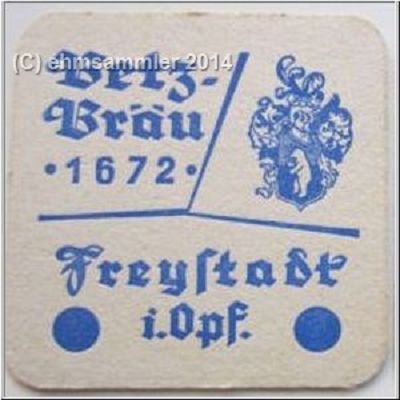 (C) ehmsammler 2014
Betz-
Bräu
• 1672 •
Freystadt
i. Opf.